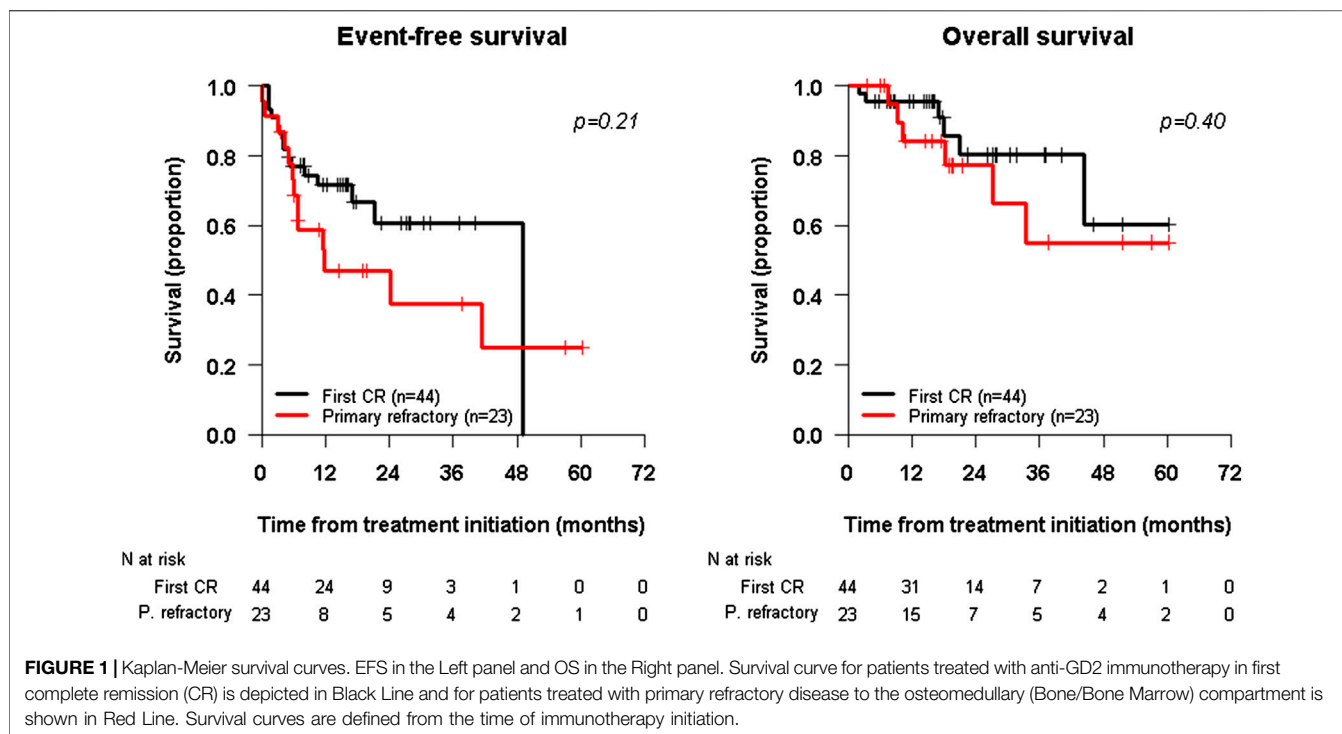 Event-free survival
1.0
0.8
0.6
0.4
0.2
0.0
Survival (proportion)
p=0.21
First CR (n=44)
Primary refractory (n=23)
0 12 24 36 48 60 72
Time from treatment initiation (months)
N at risk
First CR 44 24 9 3 1 0 0
P. refractory 23 8 5 4 2 1 0
Overall survival
1.0
0.8
0.6
0.4
0.2
0.0
Survival (proportion)
p=0.40
First CR (n=44)
Primary refractory (n=23)
0 12 24 36 48 60 72
Time from treatment initiation (months)
N at risk
First CR 44 31 14 7 2 1 0
P. refractory 23 15 7 5 4 2 0
FIGURE 1 | Kaplan-Meier survival curves. EFS in the Left panel and OS in the Right panel. Survival curve for patients treated with anti-GD2 immunotherapy in first
complete remission (CR) is depicted in Black Line and for patients treated with primary refractory disease to the osteomedullary (Bone/Bone Marrow) compartment is
shown in Red Line. Survival curves are defined from the time of immunotherapy initiation.